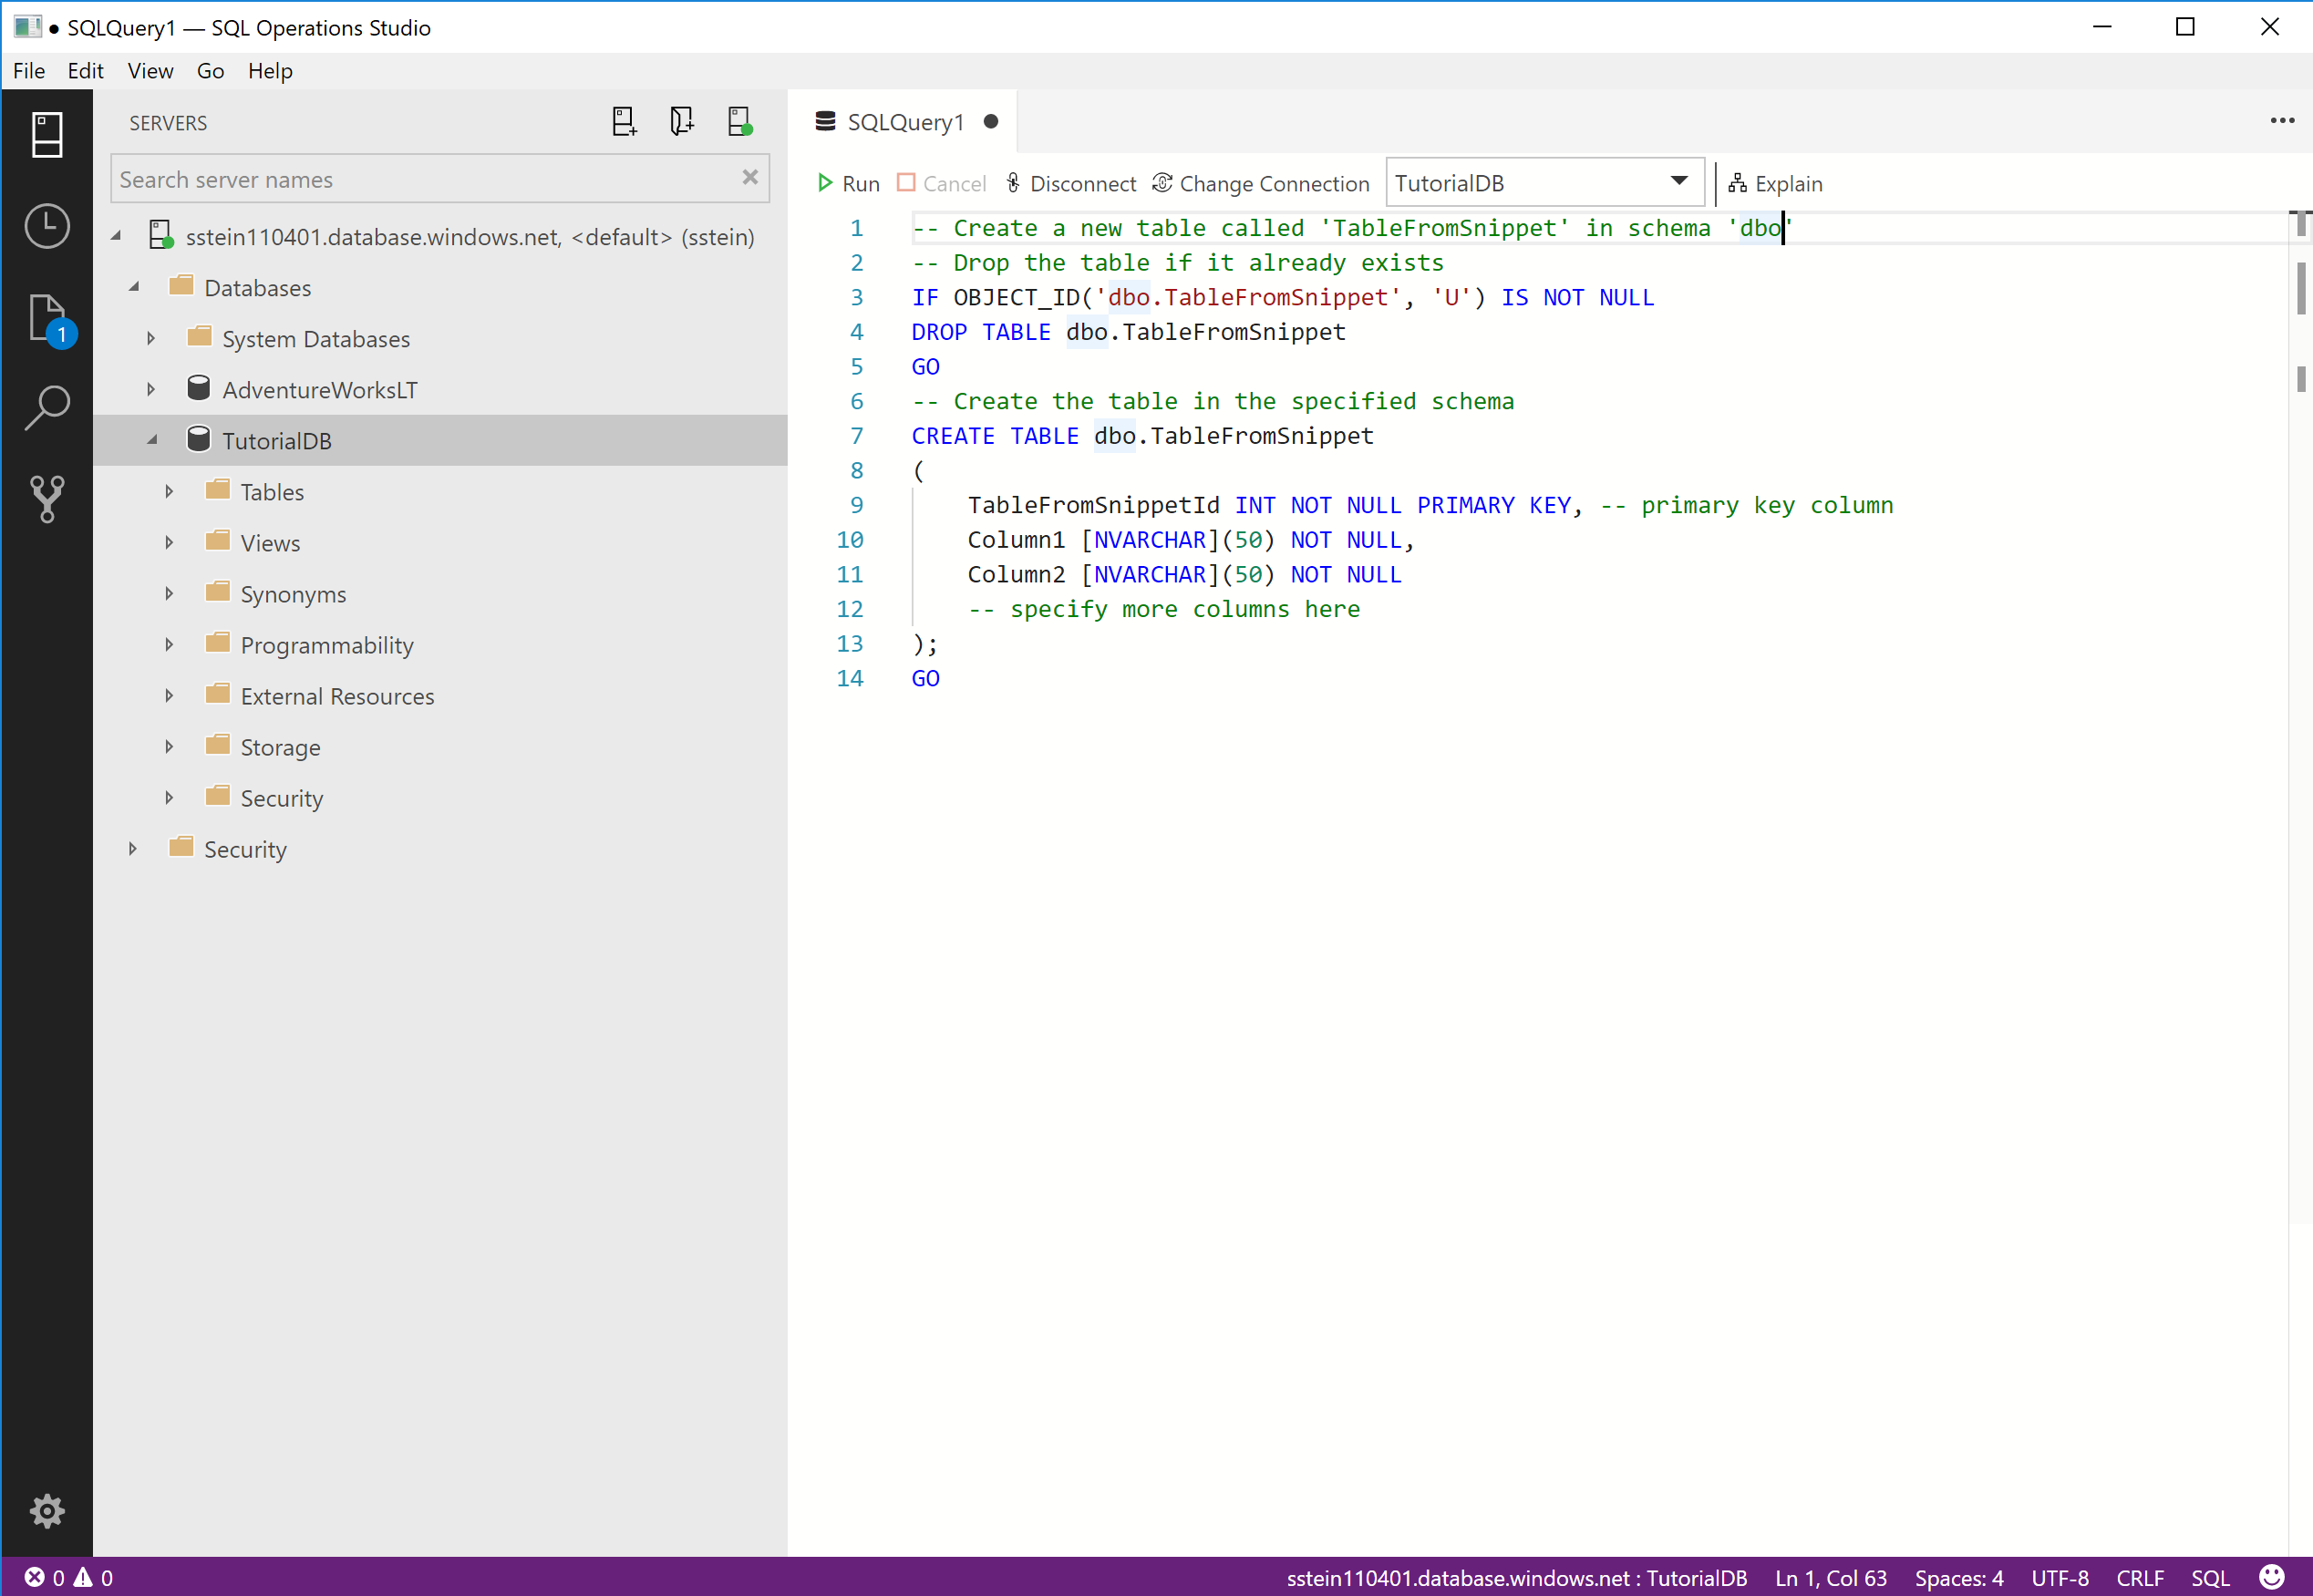 ● SQLQuery1 — SQL Operations Studio
File Edit View Go Help
SERVERS
Search server names
sstein110401.database.windows.net, <default> (sstein)
Databases
System Databases
AdventureWorksLT
TutorialDB
Tables
Views
Synonyms
Programmability
External Resources
Storage
Security
Security
1
SQLQuery1 ●
Run Cancel Disconnect Change Connection TutorialDB Explain
1 -- Create a new table called 'TableFromSnippet' in schema 'dbo'
2 -- Drop the table if it already exists
3 IF OBJECT_ID('dbo.TableFromSnippet', 'U') IS NOT NULL
4 DROP TABLE dbo.TableFromSnippet
5 GO
6 -- Create the table in the specified schema
7 CREATE TABLE dbo.TableFromSnippet
8 (
9     TableFromSnippetId INT NOT NULL PRIMARY KEY, -- primary key column
10     Column1 [NVARCHAR](50) NOT NULL,
11     Column2 [NVARCHAR](50) NOT NULL
12     -- specify more columns here
13 );
14 GO
0 0 sstein110401.database.windows.net : TutorialDB Ln 1, Col 63 Spaces: 4 UTF-8 CRLF SQL